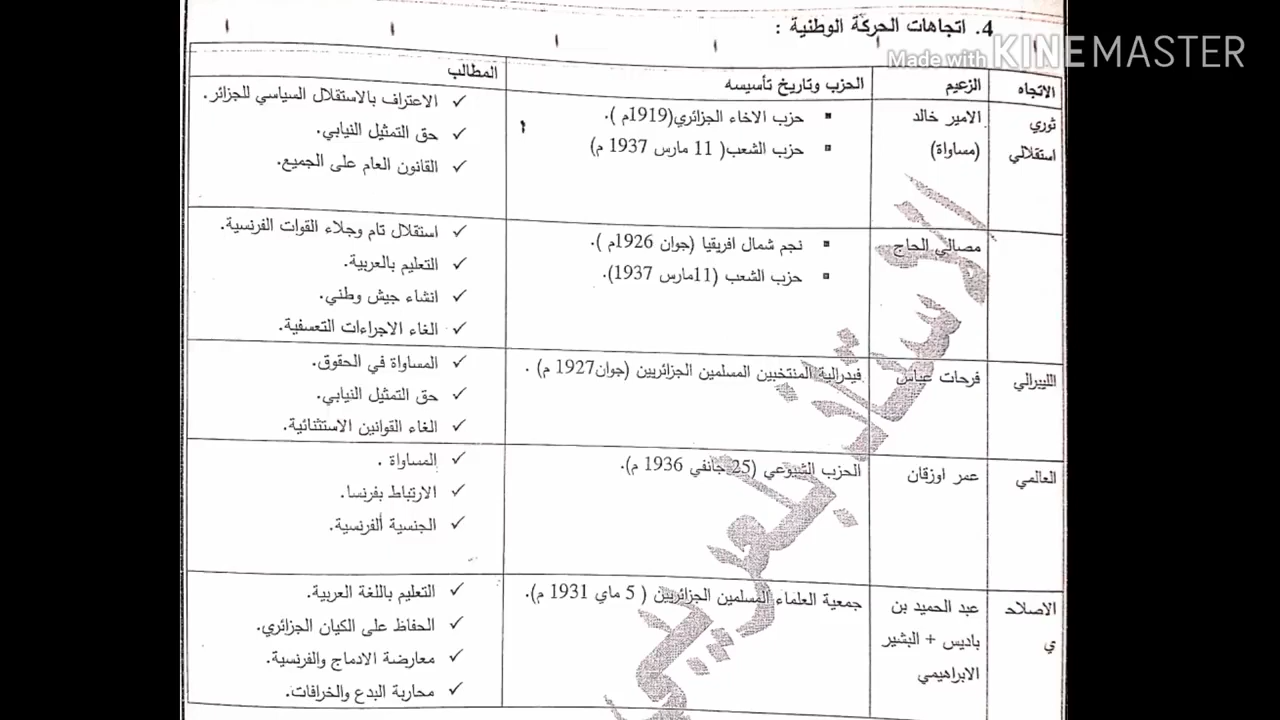 4. اتجاهات الحركة الوطنية :
Made with KINEMASTER
الاتجاه الزعيم الحزب وتاريخ تأسيسه المطالب
ثوري استقلالي
الامير خالد
(مساواة)
▪ حزب الاخاء الجزائري(1919م ).
▪ حزب الشعب( 11 مارس 1937 م)
✓ الاعتراف بالاستقلال السياسي للجزائر.
✓ حق التمثيل النيابي.
✓ القانون العام على الجميع.
مصالي الحاج
▪ نجم شمال افريقيا (جوان 1926م ).
▪ حزب الشعب (11مارس 1937).
✓ استقلال تام وجلاء القوات الفرنسية.
✓ التعليم بالعربية.
✓ انشاء جيش وطني.
✓ الغاء الاجراءات التعسفية.
الليبرالي
فرحات عباس
فيدرالية المنتخبين المسلمين الجزائريين (جوان1927 م) .
✓ المساواة في الحقوق.
✓ حق التمثيل النيابي.
✓ الغاء القوانين الاستثنائية.
العالمي
عمر اوزقان
الحزب الشيوعي (25 جانفي 1936 م).
✓ المساواة .
✓ الارتباط بفرنسا.
✓ الجنسية الفرنسية.
الاصلاح
ي
عبد الحميد بن
باديس + البشير
الابراهيمي
جمعية العلماء المسلمين الجزائريين ( 5 ماي 1931 م).
✓ التعليم باللغة العربية.
✓ الحفاظ على الكيان الجزائري.
✓ معارضة الادماج والفرنسية.
✓ محاربة البدع والخرافات.